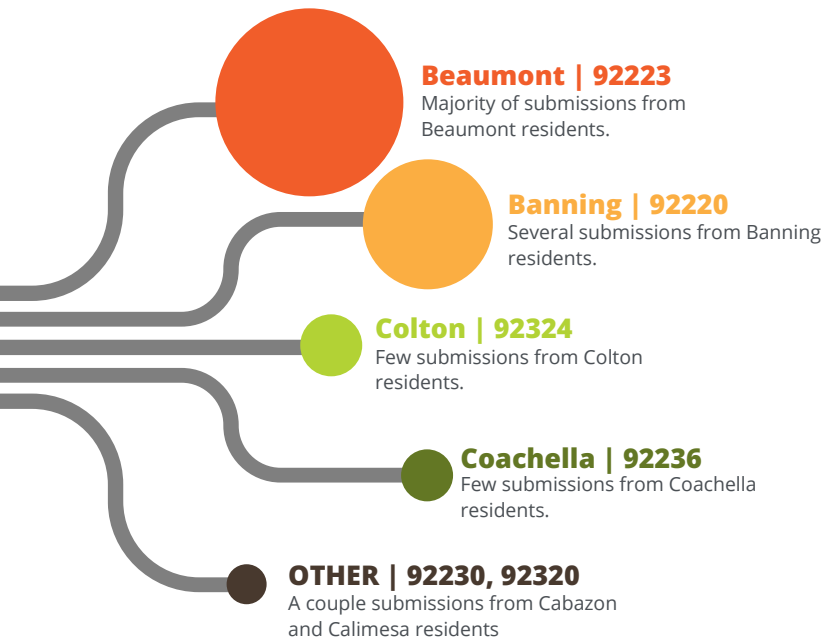 Beaumont | 92223
Majority of submissions from
Beaumont residents.
Banning | 92220
Several submissions from Banning
residents.
Colton | 92324
Few submissions from Colton
residents.
Coachella | 92236
Few submissions from Coachella
residents.
OTHER | 92230, 92320
A couple submissions from Cabazon
and Calimesa residents